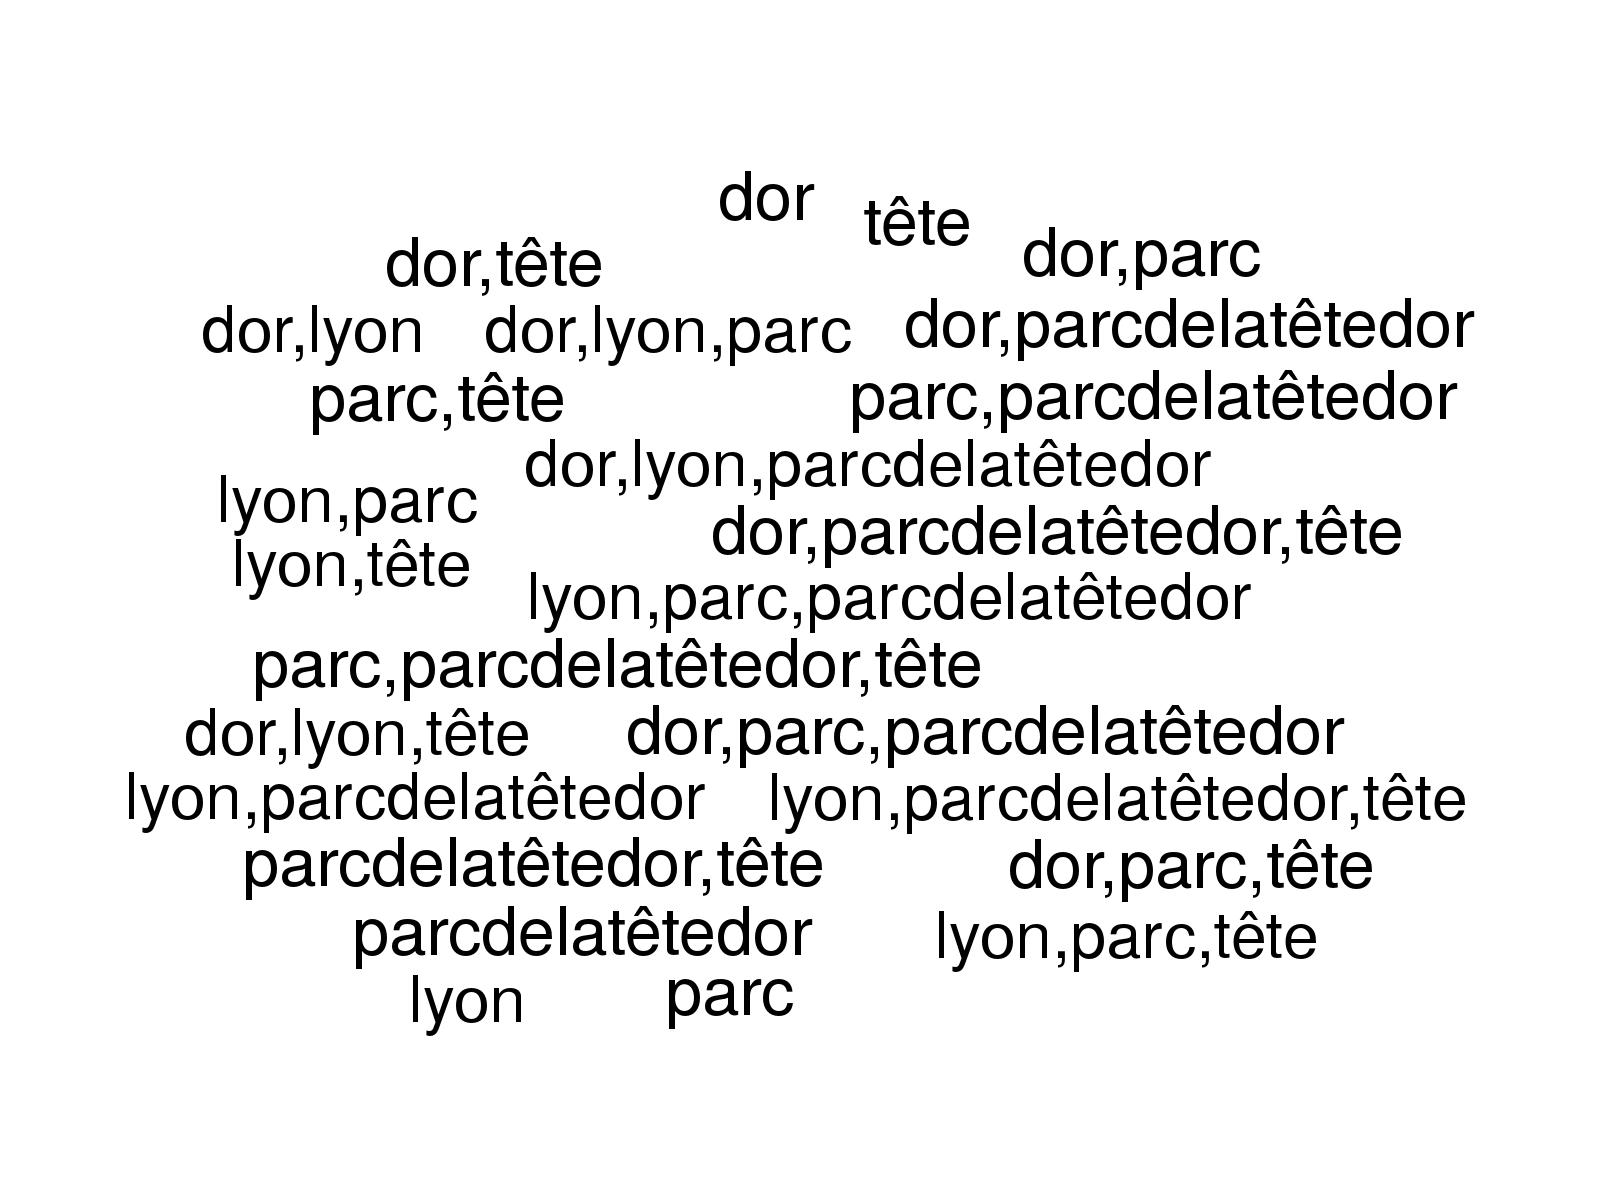 dor
tête
dor,tête
dor,parc
dor,lyon
dor,lyon,parc
dor,parcdelatêtedor
parc,tête
parc,parcdelatêtedor
dor,lyon,parcdelatêtedor
lyon,parc
dor,parcdelatêtedor,tête
lyon,tête
lyon,parc,parcdelatêtedor
parc,parcdelatêtedor,tête
dor,lyon,tête
dor,parc,parcdelatêtedor
lyon,parcdelatêtedor
lyon,parcdelatêtedor,tête
parcdelatêtedor,tête
dor,parc,tête
parcdelatêtedor
lyon,parc,tête
lyon
parc